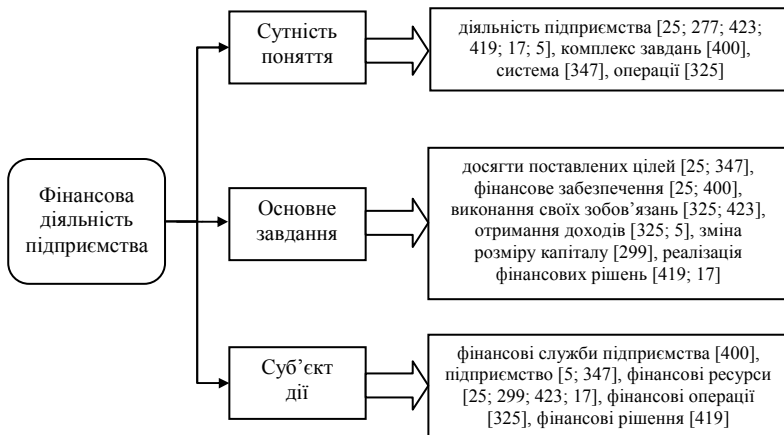 Фінансова
діяльність
підприємства
Сутність
поняття
діяльність підприємства [25; 277; 423;
419; 17; 5], комплекс завдань [400],
система [347], операції [325]
Основне
завдання
досягти поставлених цілей [25; 347],
фінансове забезпечення [25; 400],
виконання своїх зобов’язань [325; 423],
отримання доходів [325; 5], зміна
розміру капіталу [299], реалізація
фінансових рішень [419; 17]
Суб’єкт
дії
фінансові служби підприємства [400],
підприємство [5; 347], фінансові ресурси
[25; 299; 423; 17], фінансові операції
[325], фінансові рішення [419]